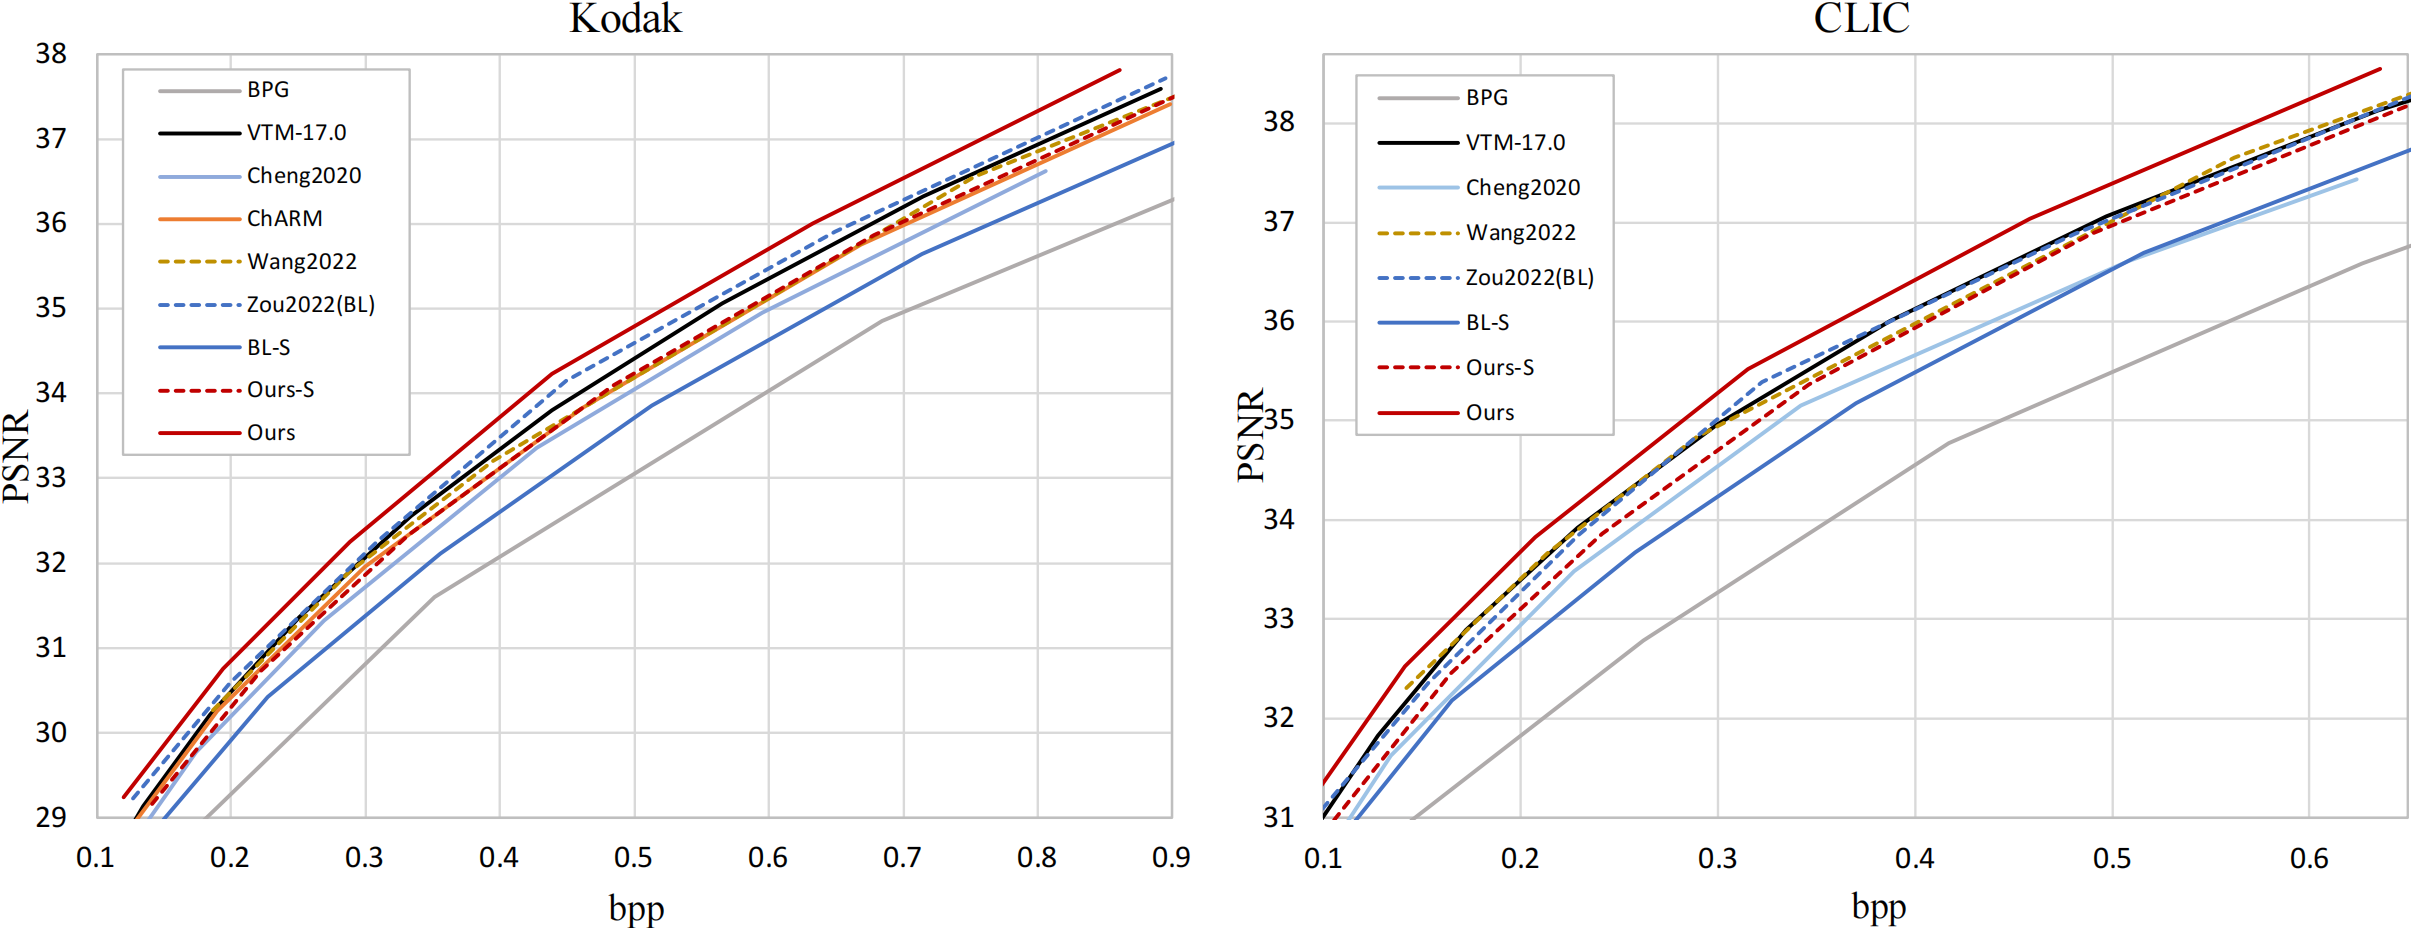 Kodak
38
37
36
35
34
33
32
31
30
29
PSNR
BPG
VTM-17.0
Cheng2020
ChARM
Wang2022
Zou2022(BL)
BL-S
Ours-S
Ours
0.1 0.2 0.3 0.4 0.5 0.6 0.7 0.8 0.9
bpp
CLIC
38
37
36
35
34
33
32
31
PSNR
BPG
VTM-17.0
Cheng2020
Wang2022
Zou2022(BL)
BL-S
Ours-S
Ours
0.1 0.2 0.3 0.4 0.5 0.6
bpp